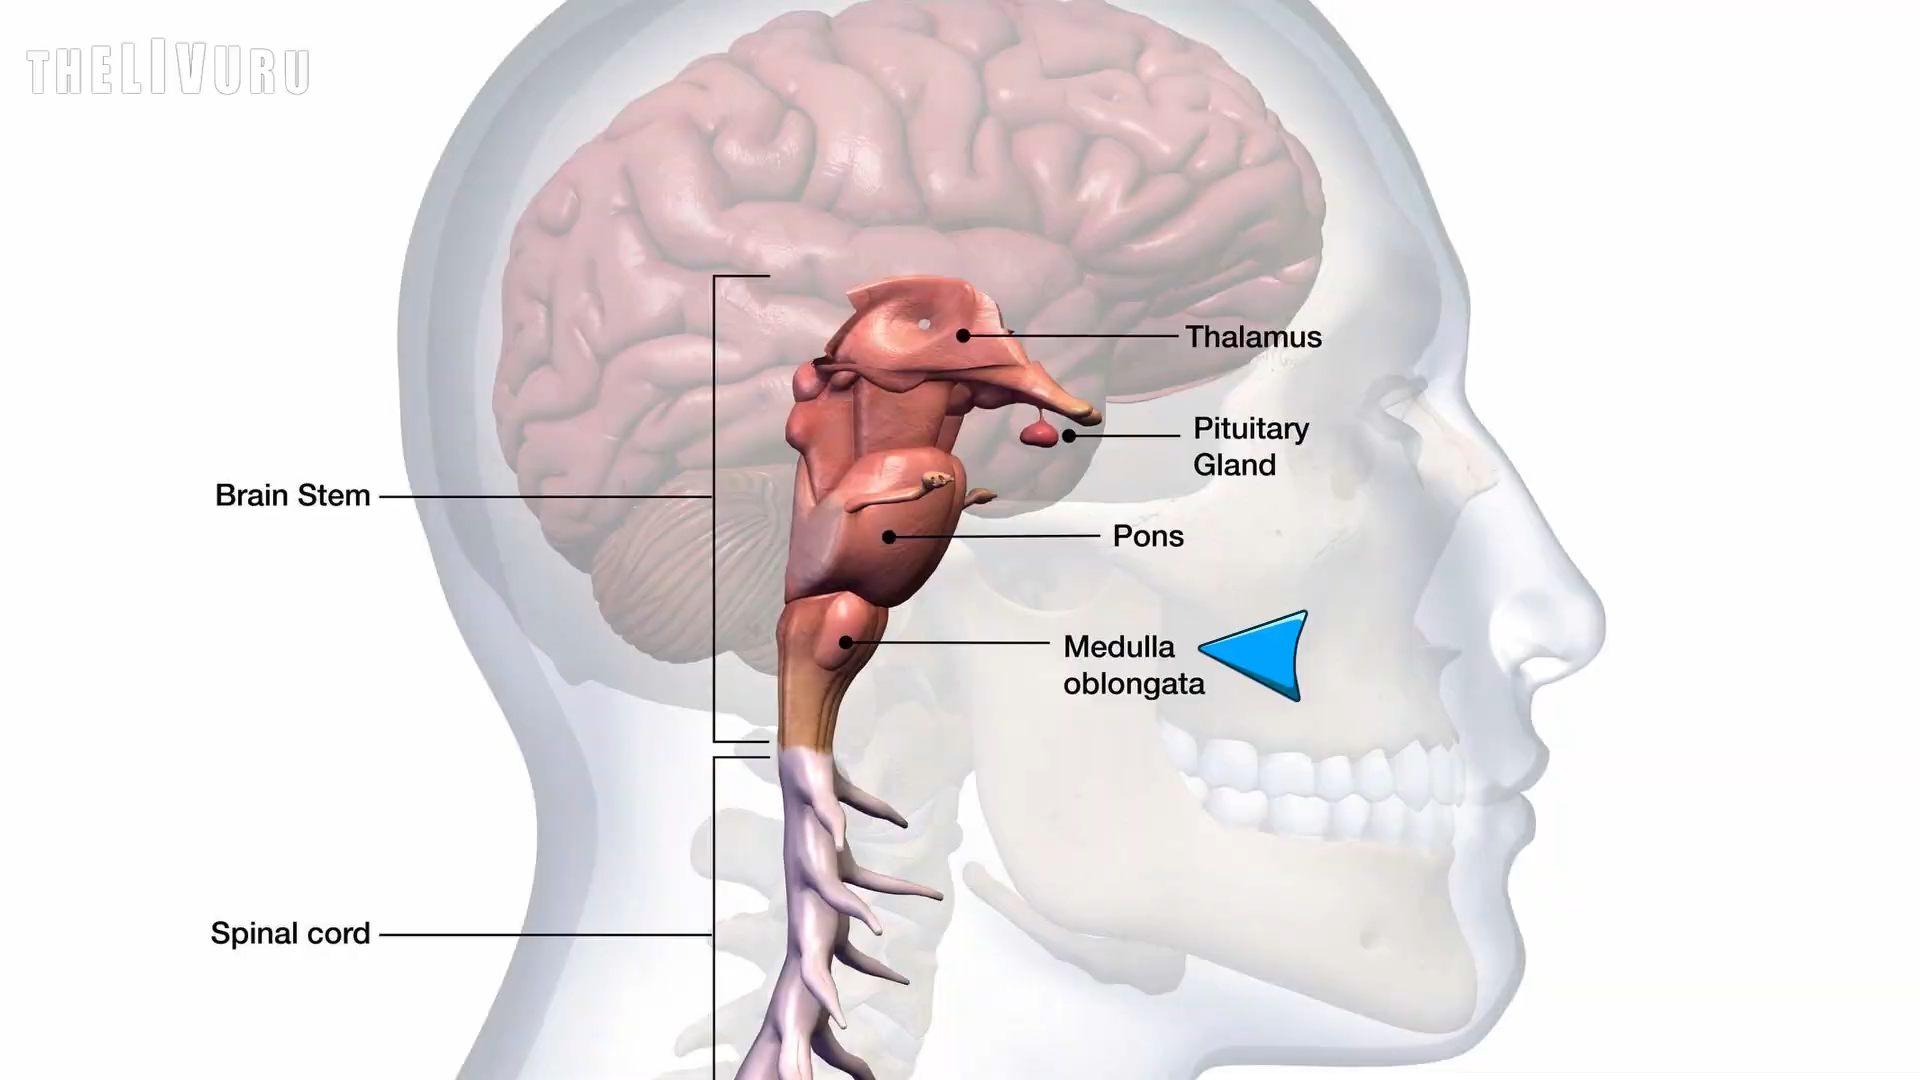 THELIVURU
Thalamus
Pituitary
Gland
Brain Stem
Pons
Medulla
oblongata
Spinal cord